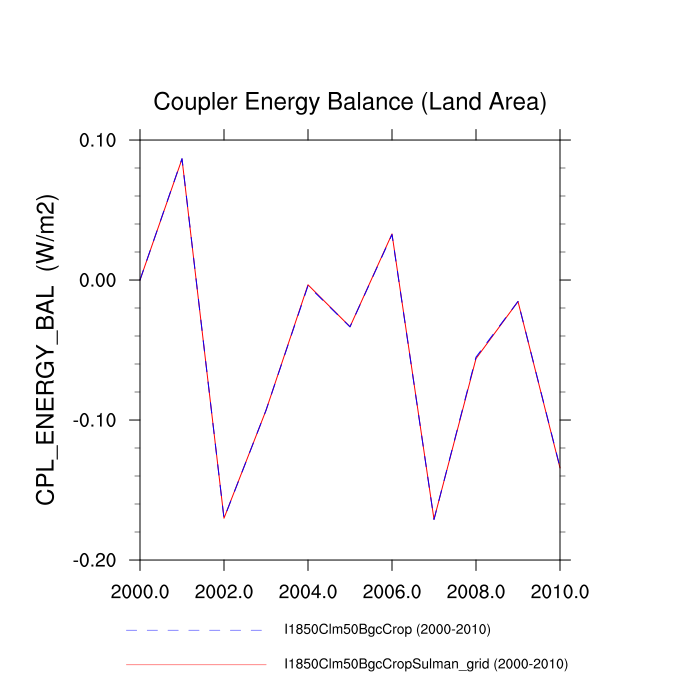 Coupler Energy Balance (Land Area)
CPL_ENERGY_BAL (W/m2)
0.10
0.00
-0.10
-0.20
2000.0 2002.0 2004.0 2006.0 2008.0 2010.0
I1850Clm50BgcCrop (2000-2010)
I1850Clm50BgcCropSulman_grid (2000-2010)